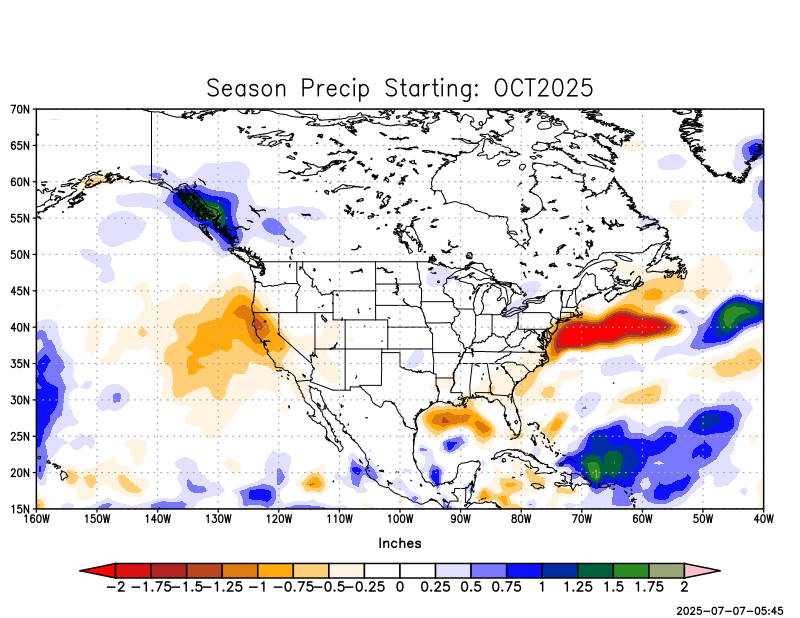 Season Precip Starting: OCT2025
70N
65N
60N
55N
50N
45N
40N
35N
30N
25N
20N
15N
160W 150W 140W 130W 120W 110W 100W 90W 80W 70W 60W 50W 40W
Inches
−2 −1.75−1.5−1.25 −1 −0.75−0.5−0.25 0 0.25 0.5 0.75 1 1.25 1.5 1.75 2
2025-07-07-05:45